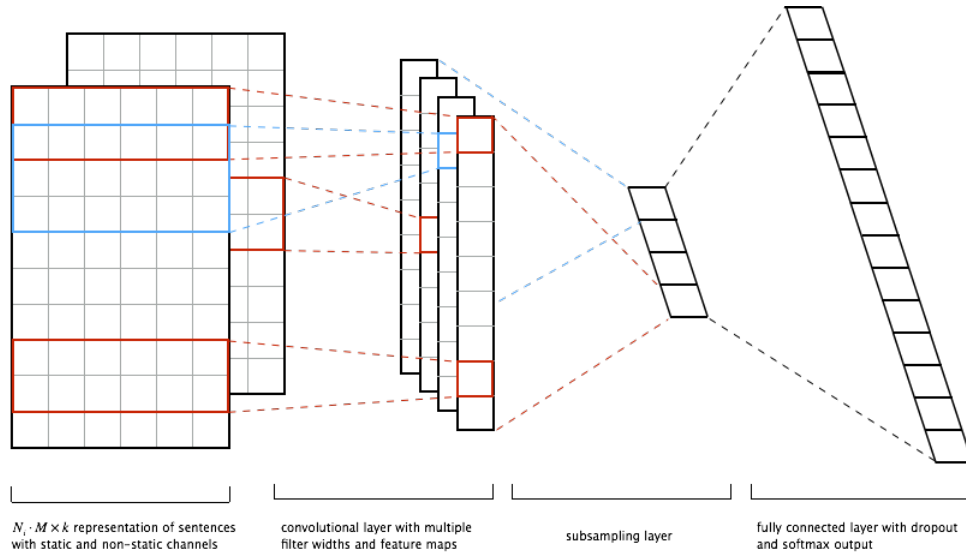 N_i · M × k representation of sentences
with static and non-static channels
convolutional layer with multiple
filter widths and feature maps
subsampling layer
fully connected layer with dropout
and softmax output